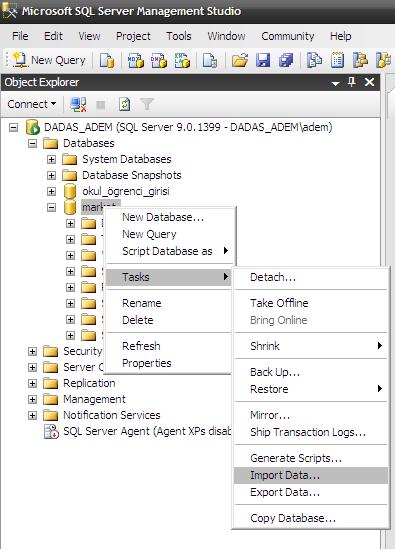 Microsoft SQL Server Management Studio
File Edit View Project Tools Window Community Help
New Query
Object Explorer
Connect
DADAS_ADEM (SQL Server 9.0.1399 - DADAS_ADEM\adem)
Databases
System Databases
Database Snapshots
okul_ögrenci_girisi
market
Security
Server
Replication
Management
Notification Services
SQL Server Agent (Agent XPs disab
New Database...
New Query
Script Database as
Tasks
Rename
Delete
Refresh
Properties
Detach...
Take Offline
Bring Online
Shrink
Back Up...
Restore
Mirror...
Ship Transaction Logs...
Generate Scripts...
Import Data...
Export Data...
Copy Database...